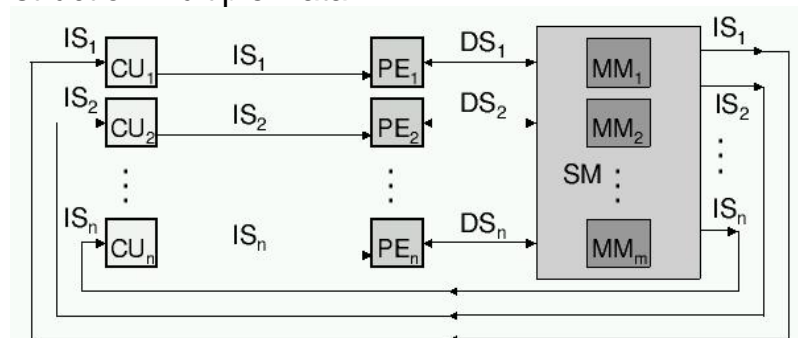 IS₁ IS₁ DS₁ IS₁
CU₁ PE₁ MM₁
IS₂ IS₂ DS₂ IS₂
CU₂ PE₂ MM₂
SM
ISₙ ISₙ DSₙ ISₙ
CUₙ PEₙ MMₘ